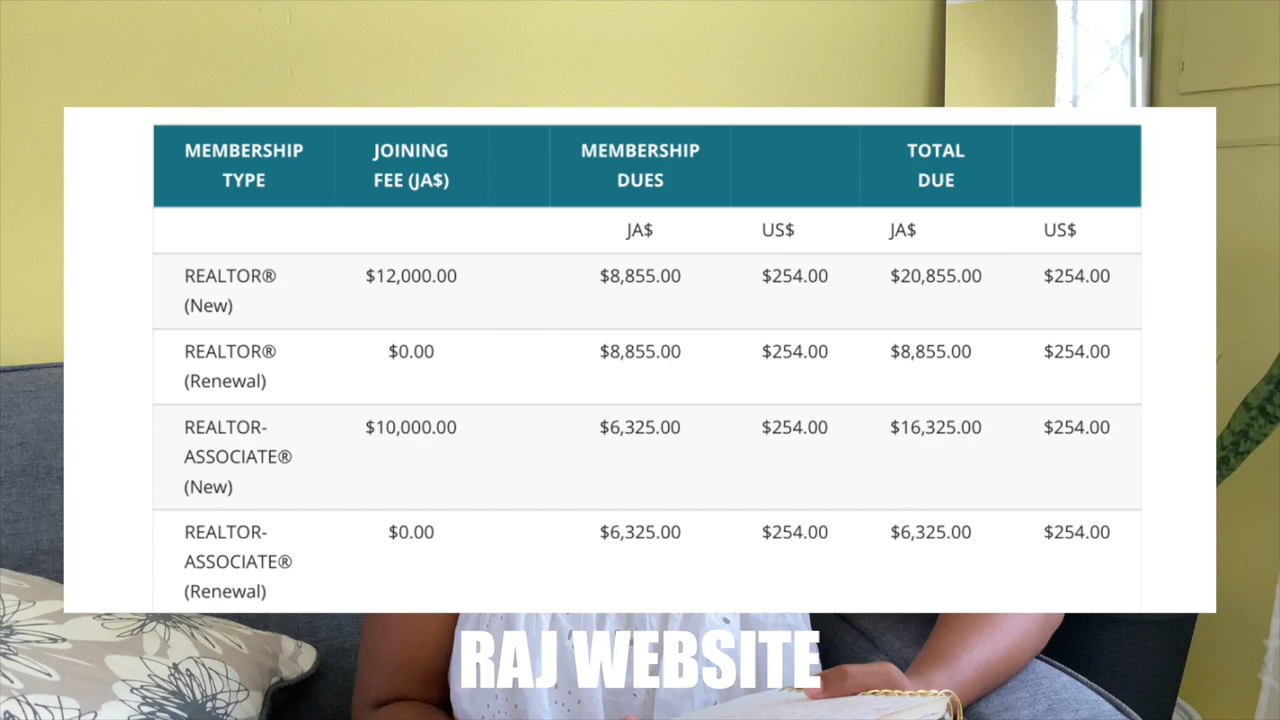 MEMBERSHIP TYPE JOINING FEE (JA$) MEMBERSHIP DUES TOTAL DUE
JA$ US$ JA$ US$
REALTOR® (New) $12,000.00 $8,855.00 $254.00 $20,855.00 $254.00
REALTOR® (Renewal) $0.00 $8,855.00 $254.00 $8,855.00 $254.00
REALTOR-ASSOCIATE® (New) $10,000.00 $6,325.00 $254.00 $16,325.00 $254.00
REALTOR-ASSOCIATE® (Renewal) $0.00 $6,325.00 $254.00 $6,325.00 $254.00
RAJ WEBSITE